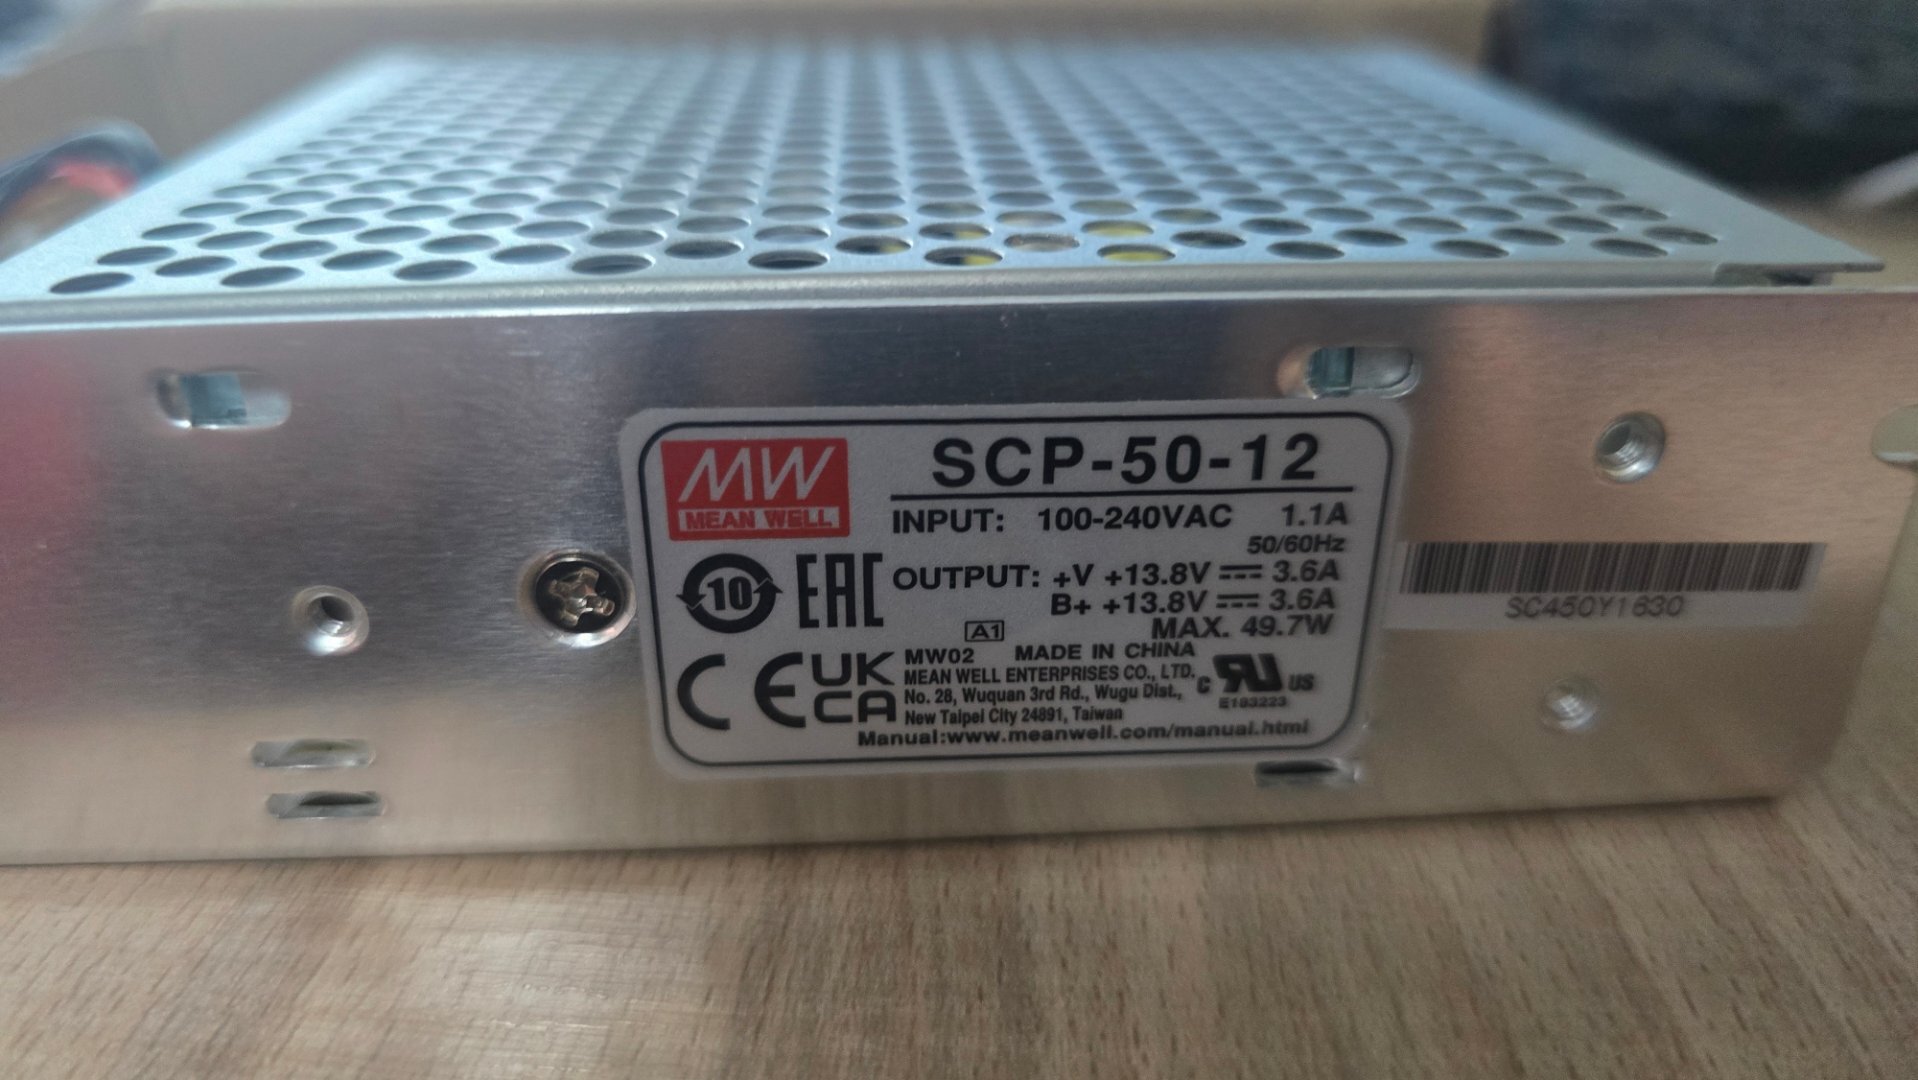 MW
MEAN WELL
SCP-50-12
INPUT: 100-240VAC 1.1A
50/60Hz
OUTPUT: +V +13.8V ⎓ 3.6A
B+ +13.8V ⎓ 3.6A
MAX. 49.7W
10
EAC
A1
MW02 MADE IN CHINA
MEAN WELL ENTERPRISES CO., LTD.
No. 28, Wuquan 3rd Rd., Wugu Dist.,
New Taipei City 24891, Taiwan
Manual:www.meanwell.com/manual.html
CE
UK
CA
c RU us
E183223
SC450Y1630